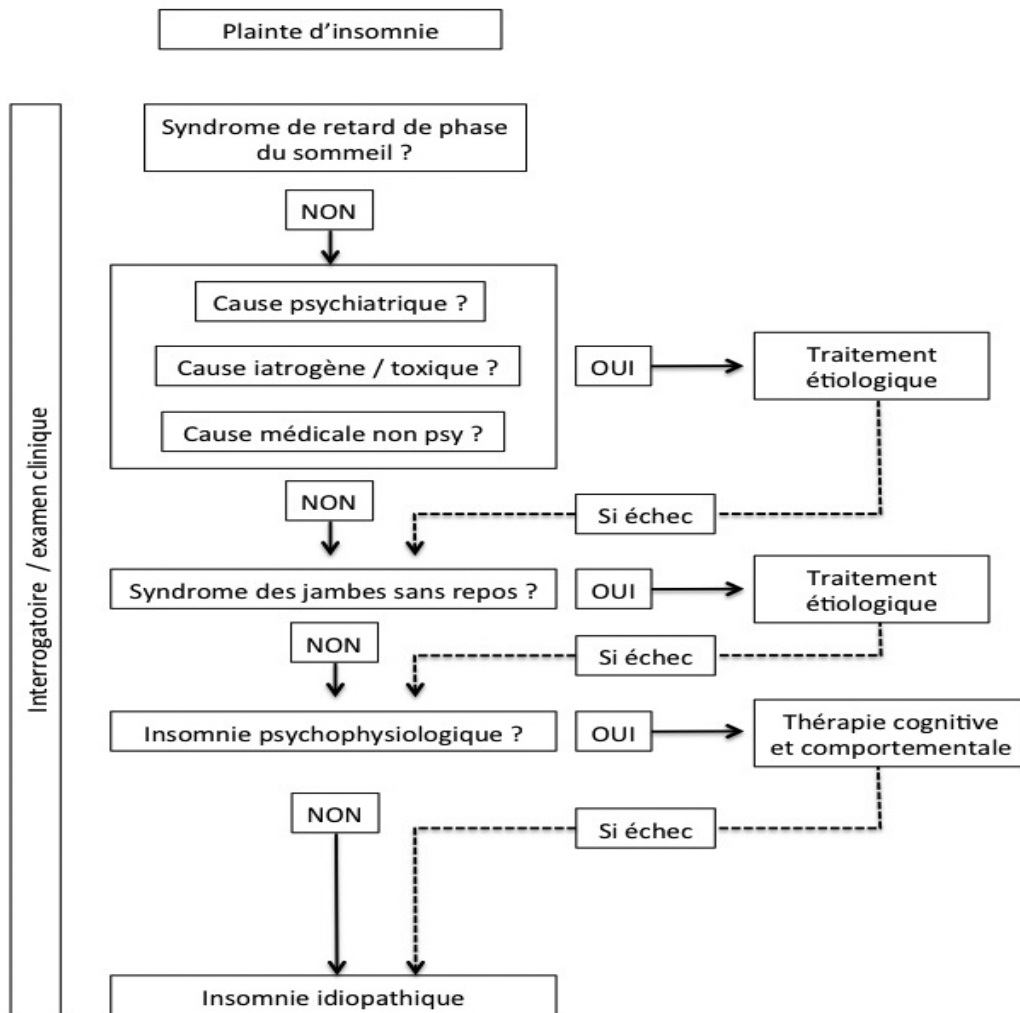 Plainte d'insomnie
Interrogatoire / examen clinique
Syndrome de retard de phase
du sommeil ?
NON
Cause psychiatrique ?
Cause iatrogène / toxique ?
Cause médicale non psy ?
OUI
Traitement
étiologique
NON
Si échec
Syndrome des jambes sans repos ?
OUI
Traitement
étiologique
NON
Si échec
Insomnie psychophysiologique ?
OUI
Thérapie cognitive
et comportementale
NON
Si échec
Insomnie idiopathique